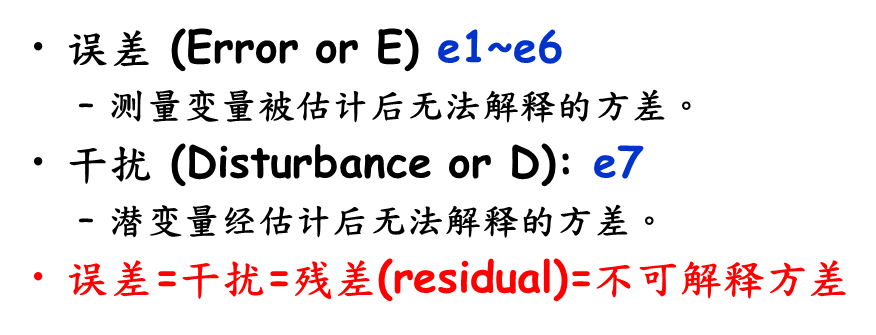 • 误差 (Error or E) e1~e6
– 测量变量被估计后无法解释的方差。
• 干扰 (Disturbance or D): e7
– 潜变量经估计后无法解释的方差。
• 误差=干扰=残差(residual)=不可解释方差